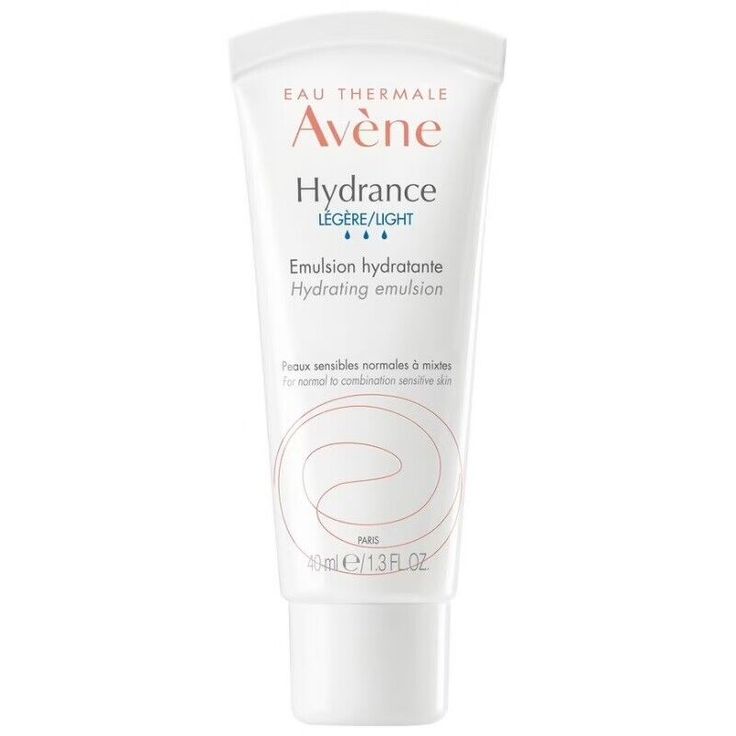 EAU THERMALE
Avène
Hydrance
LÉGÈRE/LIGHT
Emulsion hydratante
Hydrating emulsion
Peaux sensibles normales à mixtes
For normal to combination sensitive skin
PARIS
40 ml ℮/1.3 FL.OZ.